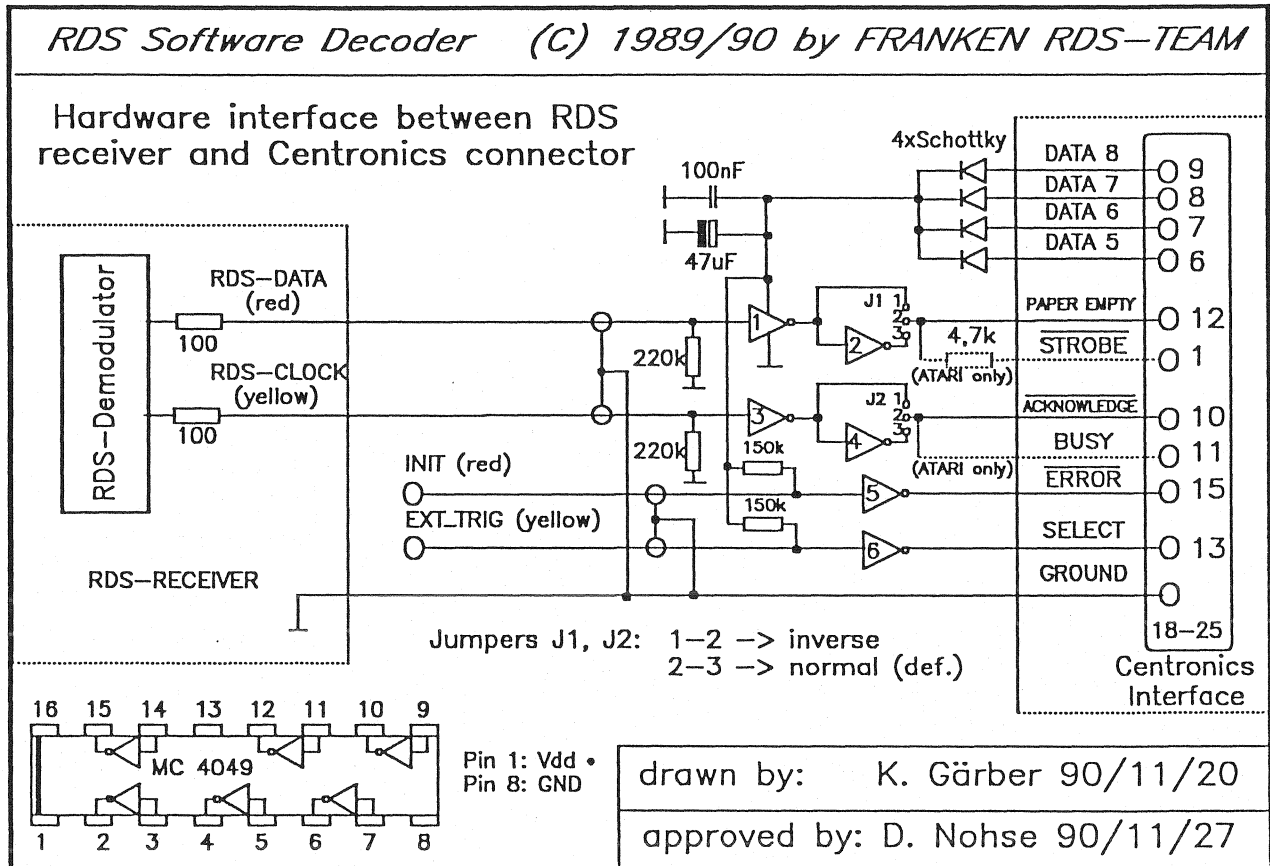 RDS Software Decoder (C) 1989/90 by FRANKEN RDS-TEAM
Hardware interface between RDS
receiver and Centronics connector
4xSchottky
100nF
47uF
DATA 8
9
DATA 7
8
DATA 6
7
DATA 5
6
RDS-Demodulator
RDS-DATA
(red)
100
RDS-CLOCK
(yellow)
100
220k
220k
1
2
J1 1
2
3
PAPER EMPTY
12
4,7k
STROBE
1
(ATARI only)
3
4
J2 1
2
3
ACKNOWLEDGE
10
BUSY
11
(ATARI only)
INIT (red)
150k
5
ERROR
15
EXT_TRIG (yellow)
150k
6
SELECT
13
GROUND
18-25
RDS-RECEIVER
Centronics
Interface
Jumpers J1, J2: 1-2 -> inverse
2-3 -> normal (def.)
16 15 14 13 12 11 10 9
MC 4049
1 2 3 4 5 6 7 8
Pin 1: Vdd •
Pin 8: GND
drawn by: K. Gärber 90/11/20
approved by: D. Nohse 90/11/27